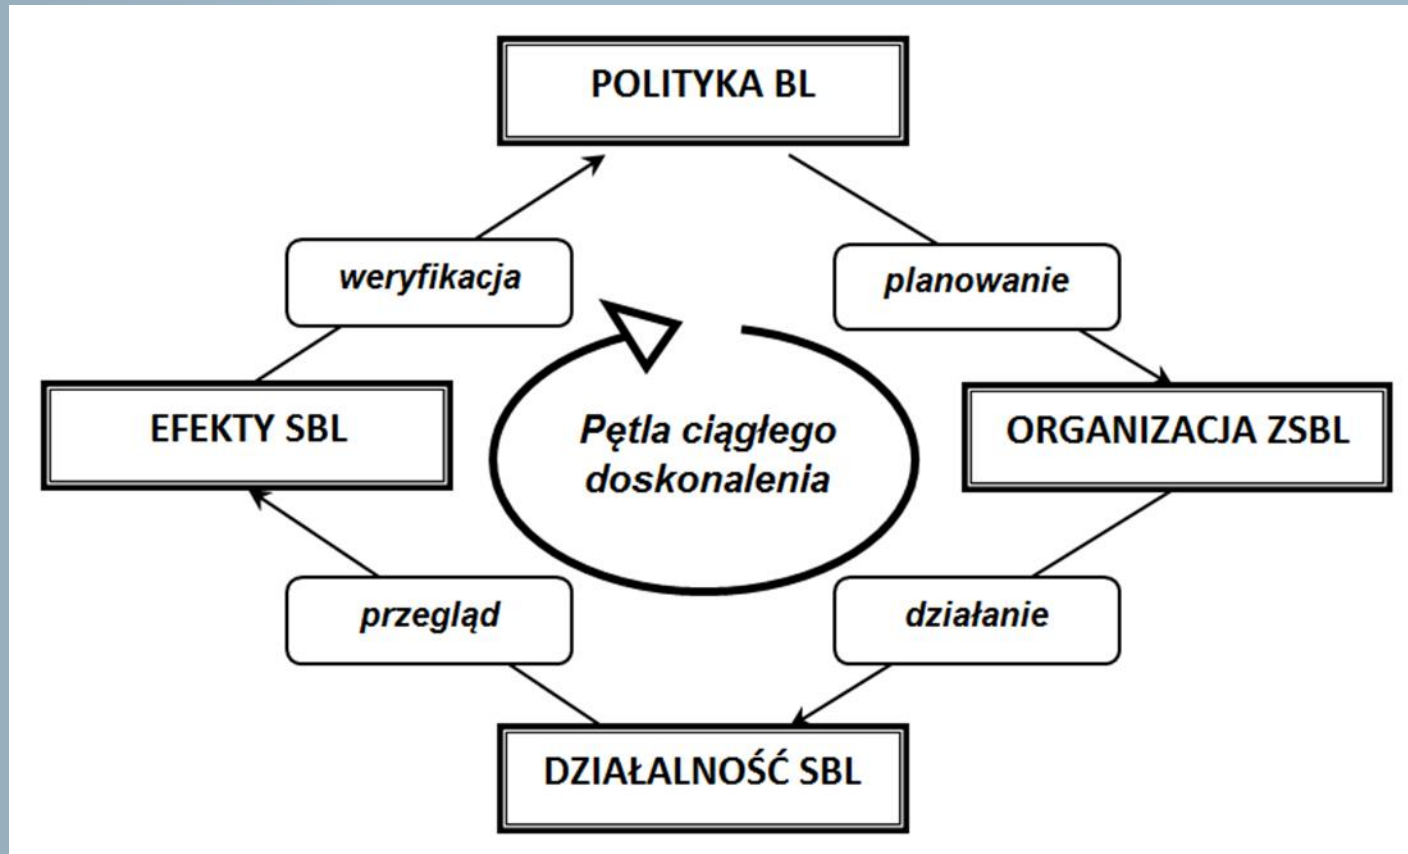 POLITYKA BL
weryfikacja
planowanie
EFEKTY SBL
Pętla ciągłego
doskonalenia
ORGANIZACJA ZSBL
przegląd
działanie
DZIAŁALNOŚĆ SBL